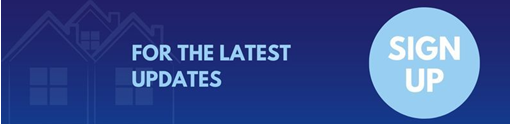 FOR THE LATEST
UPDATES
SIGN
UP